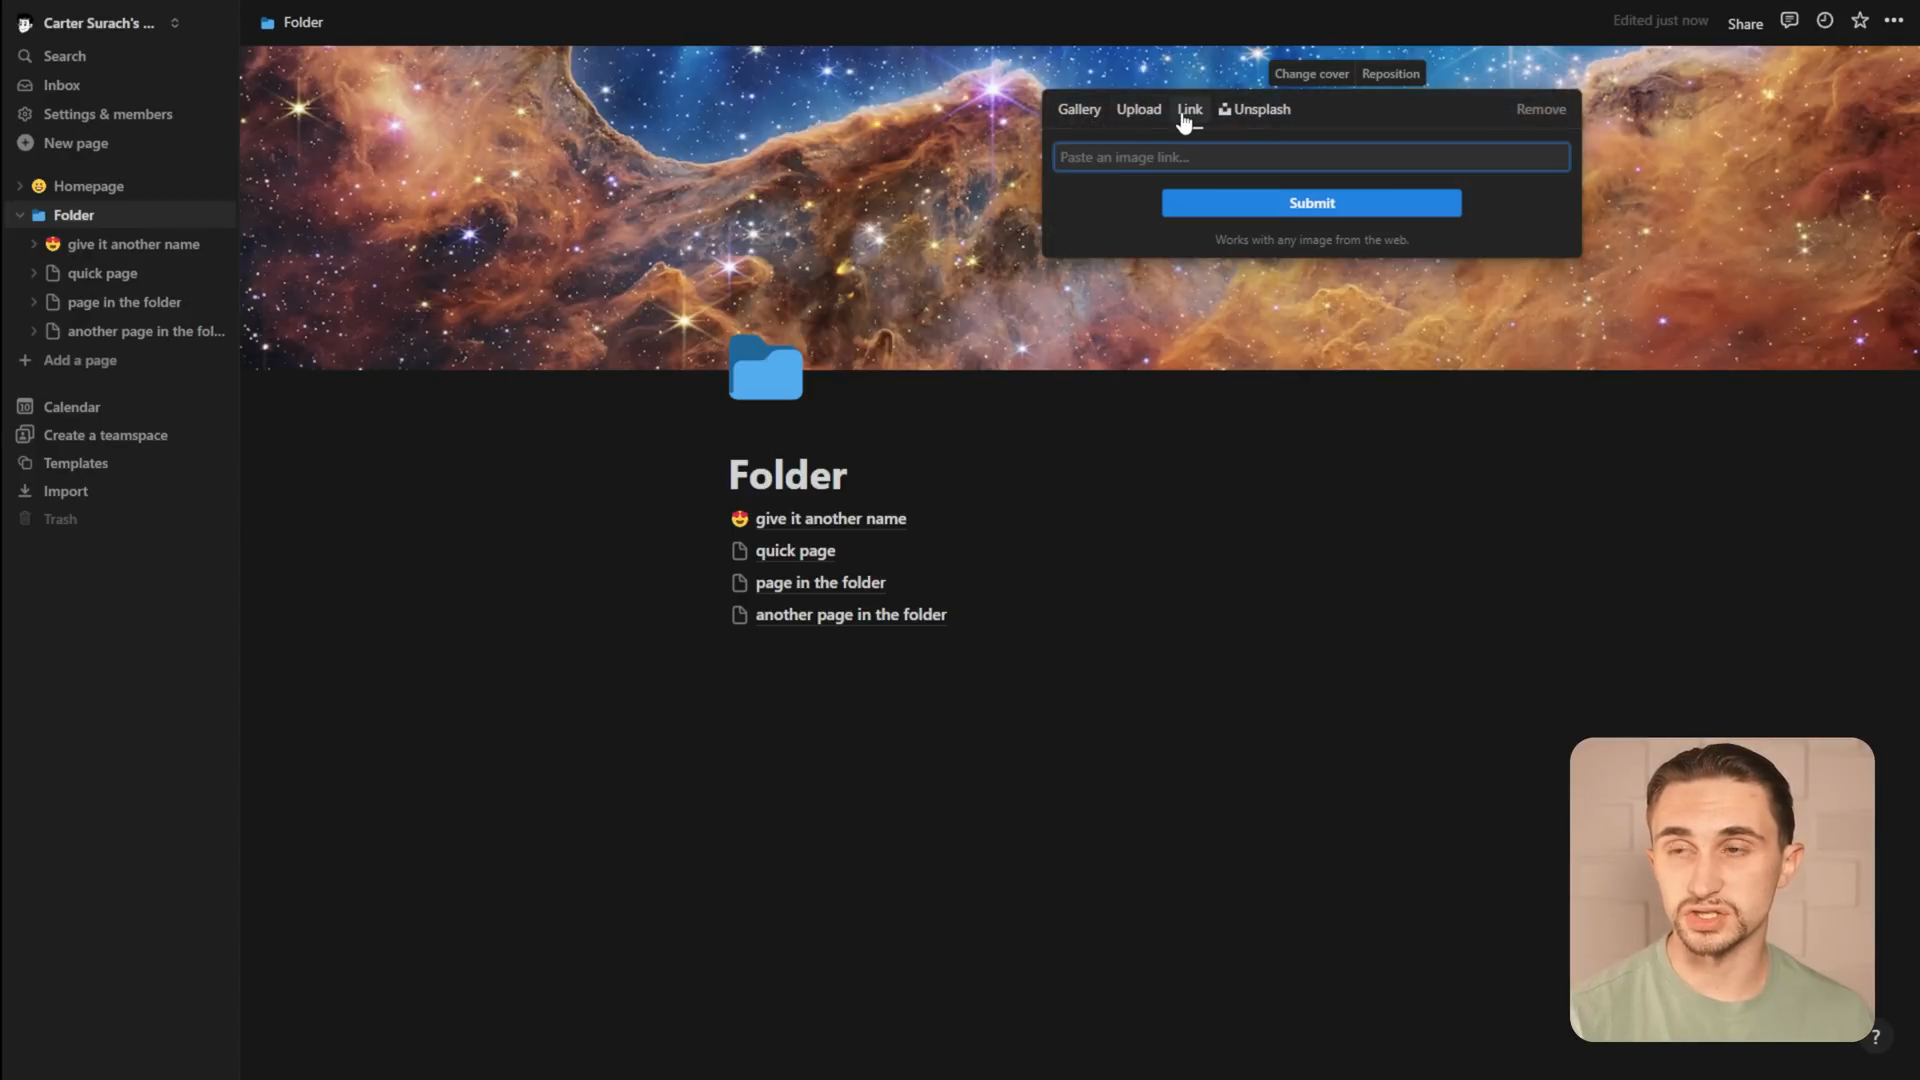 Carter Surach's ...
Folder
Edited just now
Share
Search
Inbox
Settings & members
New page
Homepage
Folder
give it another name
quick page
page in the folder
another page in the fol...
Add a page
10
Calendar
Create a teamspace
Templates
Import
Trash
Change cover
Reposition
Gallery
Upload
Link
Unsplash
Remove
Paste an image link...
Submit
Works with any image from the web.
Folder
give it another name
quick page
page in the folder
another page in the folder
?